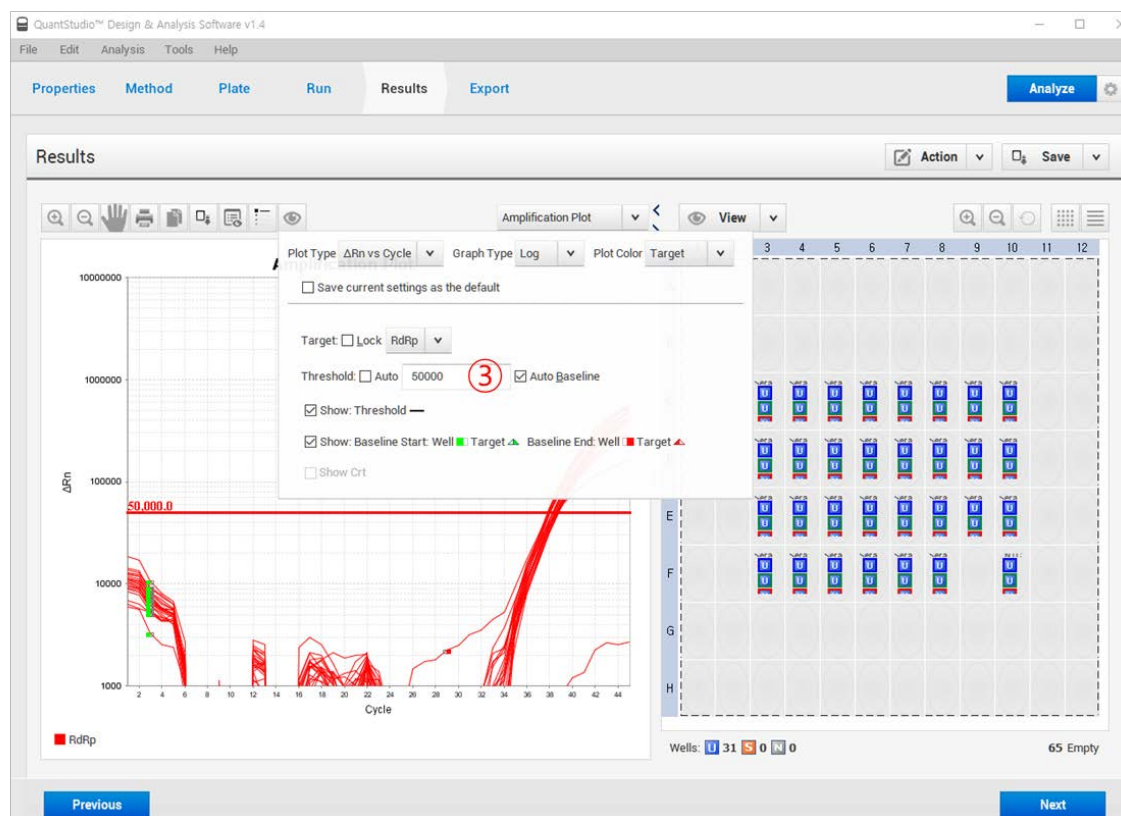 QuantStudio™ Design & Analysis Software v1.4
File Edit Analysis Tools Help
Properties Method Plate Run Results Export Analyze
Results Action Save
Amplification Plot View
Plot Type ΔRn vs Cycle Graph Type Log Plot Color Target
Save current settings as the default
Target: Lock RdRp
Threshold: Auto 50000 ③ Auto Baseline
Show: Threshold
Show: Baseline Start: Well Target Baseline End: Well Target
Show Crt
10000000
1000000
100000
10000
1000
ΔRn
50,000.0
2 4 6 8 10 12 14 16 18 20 22 24 26 28 30 32 34 36 38 40 42 44
Cycle
RdRp
3 4 5 6 7 8 9 10 11 12
U U U U U U U U
U U U U U U U U
U U U U U U U U
U U U U U U U U
E
U U U U U U U U
U U U U U U U U
F
U U U U U U U
U U U U U U U
G
H
Wells: U 31 S 0 N 0 65 Empty
Previous Next